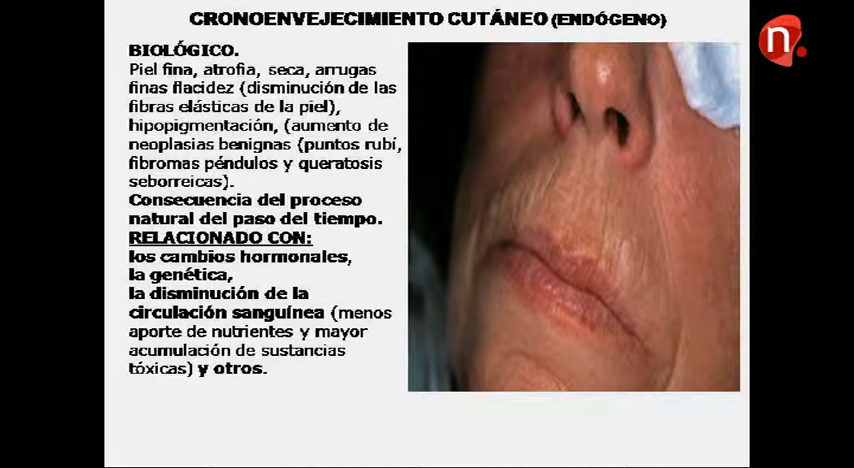 CRONOENVEJECIMIENTO CUTÁNEO (ENDÓGENO)
BIOLÓGICO.
Piel fina, atrofia, seca, arrugas
finas flacidez (disminución de las
fibras elásticas de la piel),
hipopigmentación, (aumento de
neoplasias benignas (puntos rubí,
fibromas péndulos y queratosis
seborreicas).
Consecuencia del proceso
natural del paso del tiempo.
RELACIONADO CON:
los cambios hormonales,
la genética,
la disminución de la
circulación sanguínea (menos
aporte de nutrientes y mayor
acumulación de sustancias
tóxicas) y otros.
n.